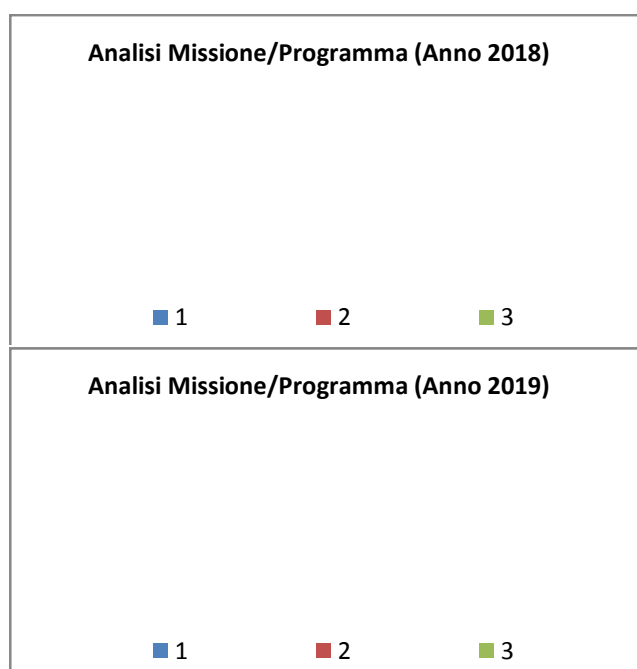 Analisi Missione/Programma (Anno 2018)
1 2 3
Analisi Missione/Programma (Anno 2019)
1 2 3